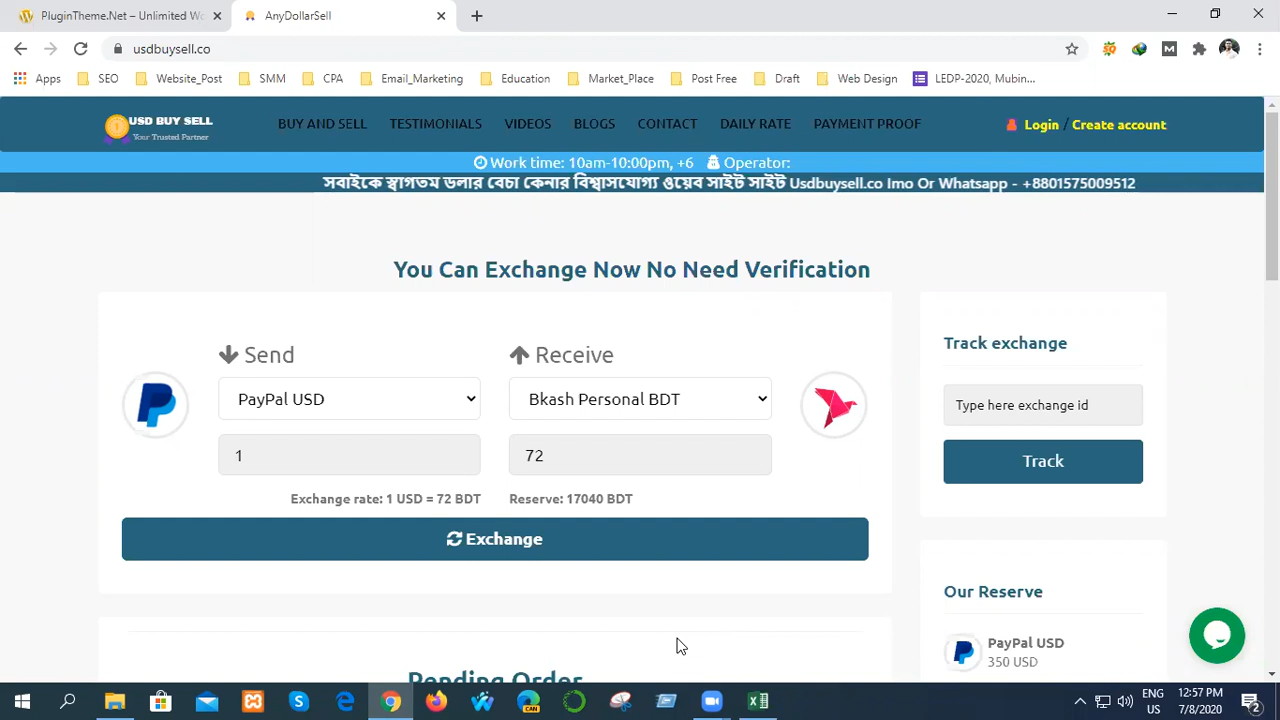 PluginTheme.Net – Unlimited Wo
AnyDollarSell
usdbuysell.co
Apps SEO Website_Post SMM CPA Email_Marketing Education Market_Place Post Free Draft Web Design LEDP-2020, Mubin...
USD BUY SELL
Your Trusted Partner
BUY AND SELL TESTIMONIALS VIDEOS BLOGS CONTACT DAILY RATE PAYMENT PROOF
Login / Create account
Work time: 10am-10:00pm, +6 Operator:
সবাইকে স্বাগতম ডলার বেচা কেনার বিশ্বাসযোগ্য ওয়েব সাইট সাইট Usdbuysell.co Imo Or Whatsapp - +8801575009512
You Can Exchange Now No Need Verification
Send
Receive
PayPal USD
Bkash Personal BDT
1
72
Exchange rate: 1 USD = 72 BDT
Reserve: 17040 BDT
Exchange
Track exchange
Type here exchange id
Track
Our Reserve
PayPal USD
350 USD
Pending Order
ENG
US
12:57 PM
7/8/2020
2